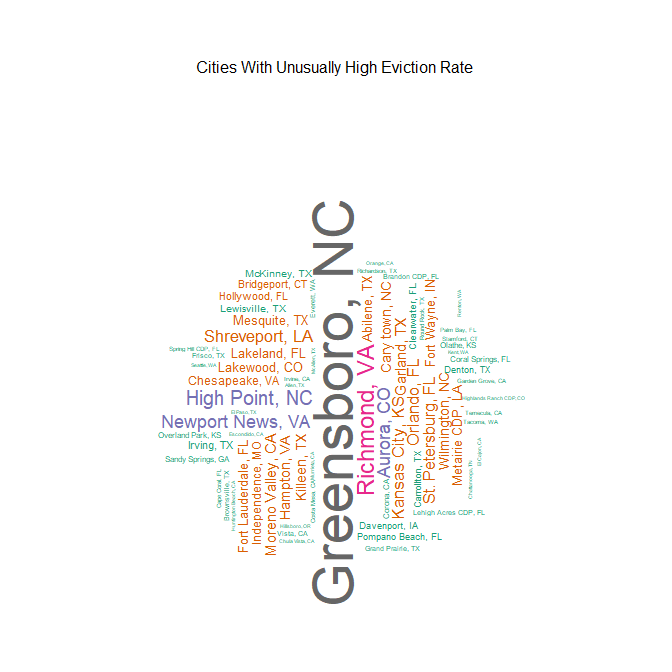 Cities With Unusually High Eviction Rate
Greensboro, NC
Orange, CA
Richardson, TX
McKinney, TX
Brandon CDP, FL
Bridgeport, CT
Everett, WA
Abilene, TX
Cary town, NC
Clearwater, FL
Round Rock, TX
Fort Wayne, IN
Renton, WA
Hollywood, FL
Lewisville, TX
Mesquite, TX
Palm Bay, FL
Shreveport, LA
Stamford, CT
Olathe, KS
Spring Hill CDP, FL
Kent, WA
Frisco, TX
Lakeland, FL
McAllen, TX
Coral Springs, FL
Seattle, WA
Lakewood, CO
Denton, TX
Chesapeake, VA
Irvine, CA
Allen, TX
Garden Grove, CA
High Point, NC
Richmond, VA
Aurora, CO
Garland, TX
Orlando, FL
Highlands Ranch CDP, CO
El Paso, TX
Temecula, CA
Newport News, VA
Tacoma, WA
Overland Park, KS
Escondido, CA
Irving, TX
Kansas City, KS
St. Petersburg, FL
Wilmington, NC
Metairie CDP, LA
Sandy Springs, GA
Fort Lauderdale, FL
Independence, MO
Moreno Valley, CA
Hampton, VA
Killeen, TX
Murrieta, CA
Costa Mesa, CA
Corona, CA
Carrollton, TX
Chattanooga, TN
El Cajon, CA
Cape Coral, FL
Brownsville, TX
Huntington Beach, CA
Lehigh Acres CDP, FL
Hillsboro, OR
Davenport, IA
Vista, CA
Pompano Beach, FL
Chula Vista, CA
Grand Prairie, TX